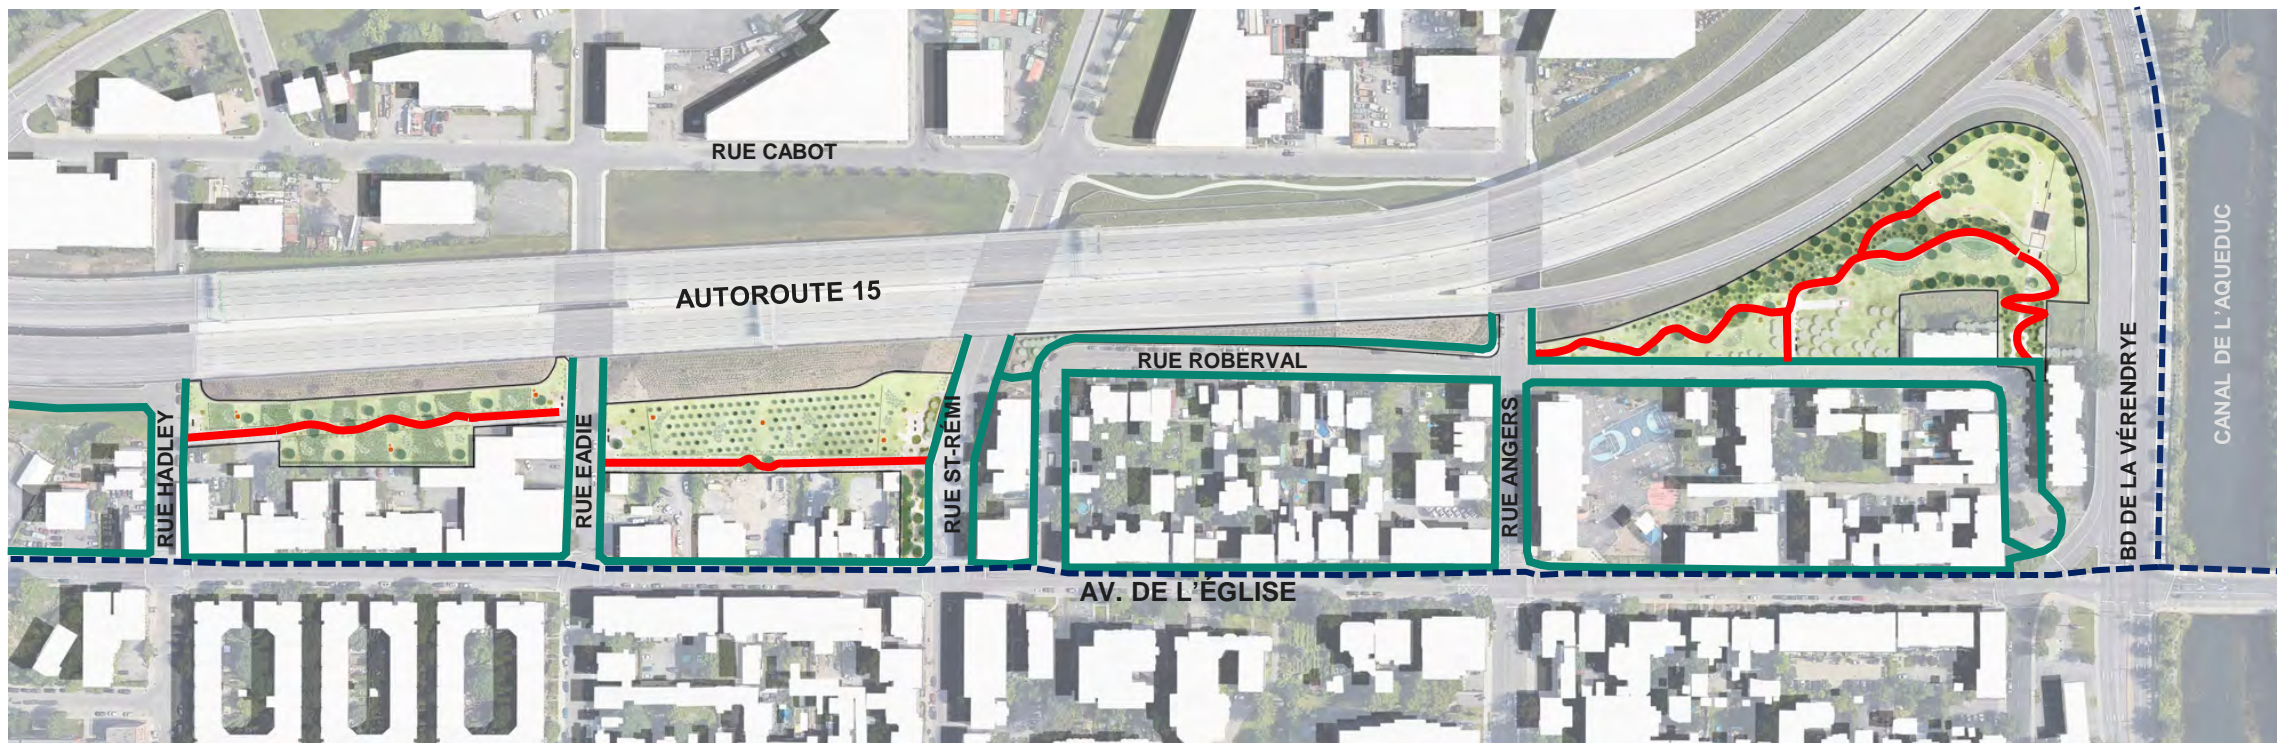 RUE CABOT
AUTOROUTE 15
RUE ROBERVAL
RUE HADLEY
RUE EADIE
RUE ST-RÉMI
RUE ANGERS
BD DE LA VÉRENDRYE
CANAL DE L'AQUEDUC
AV. DE L'ÉGLISE